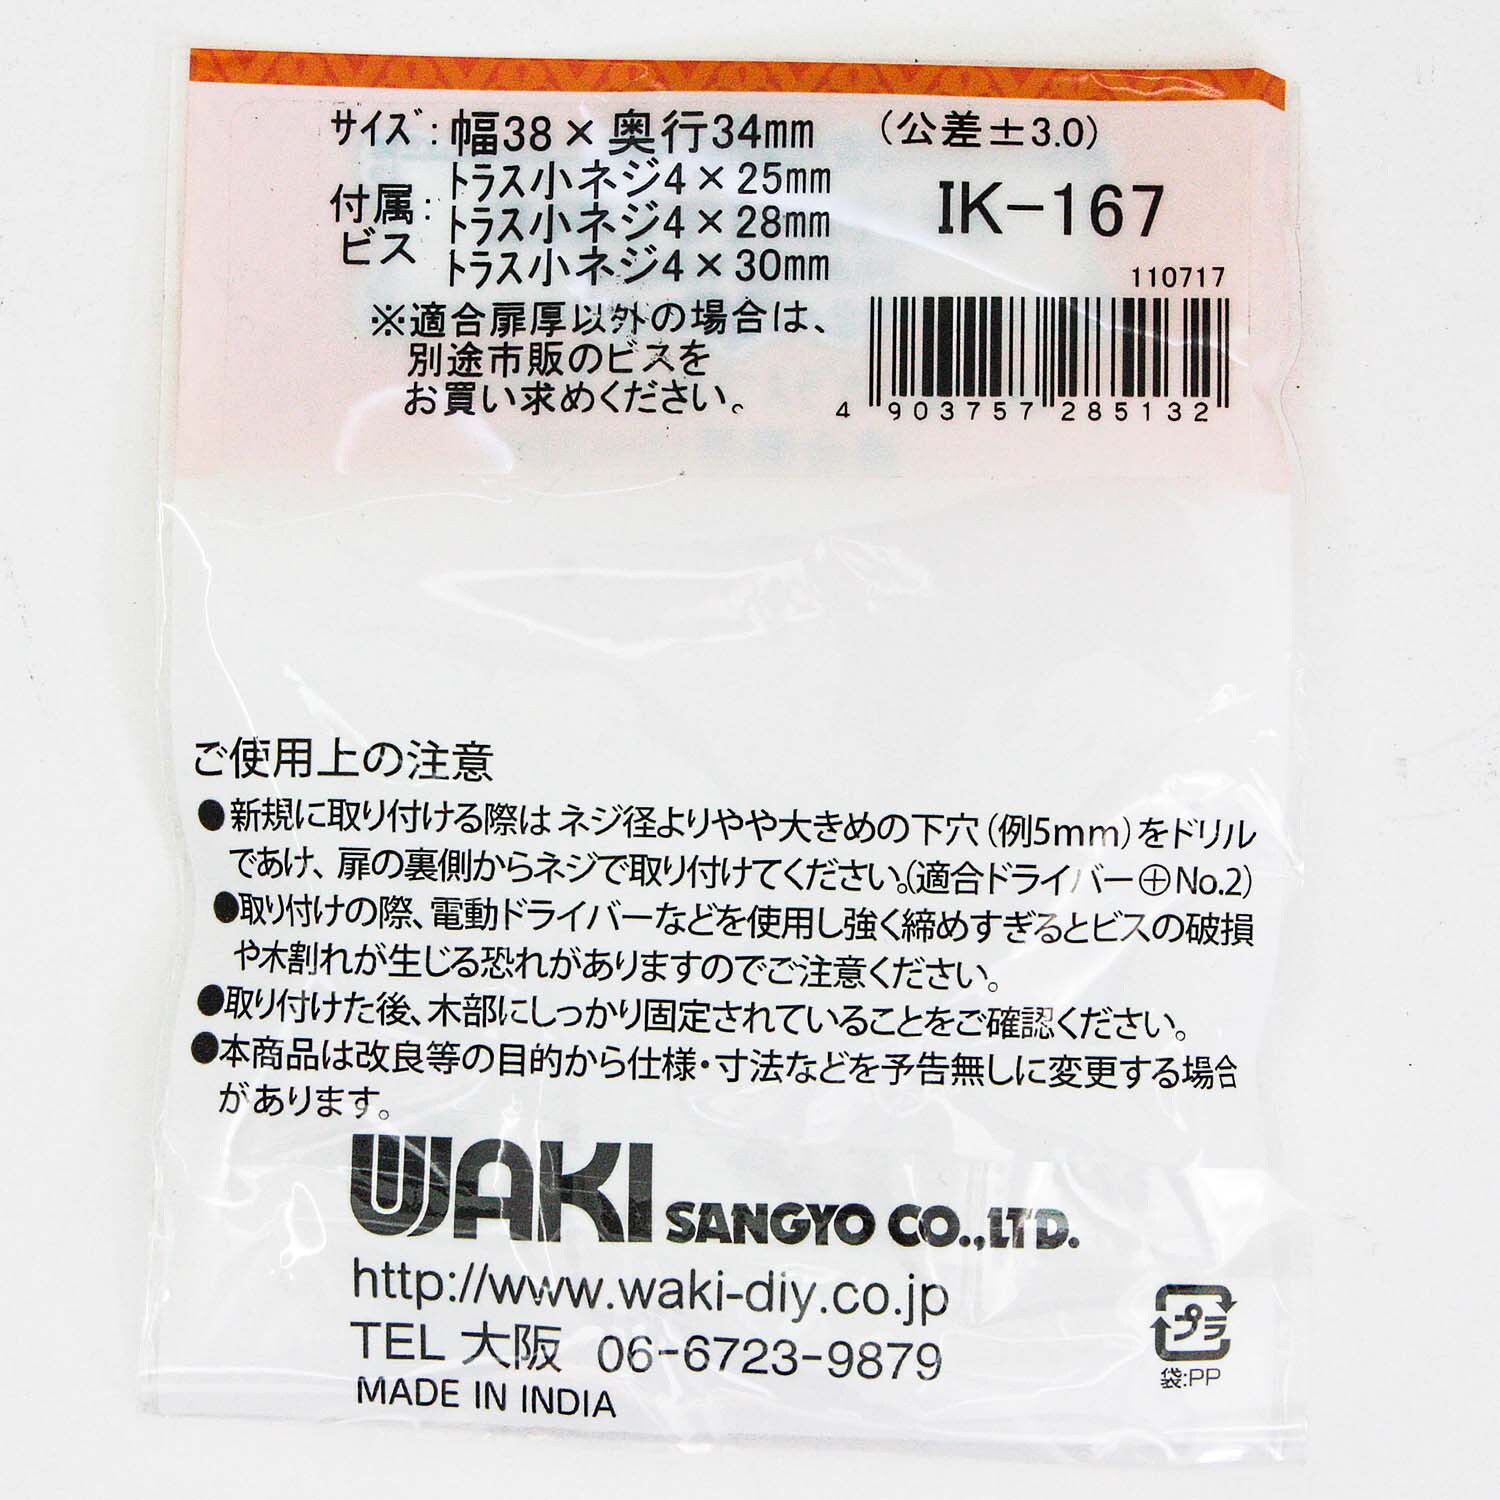 サイズ:幅38×奥行34mm (公差±3.0)
付属ビス:トラス小ネジ4×25mm
トラス小ネジ4×28mm
トラス小ネジ4×30mm
IK-167
※適合扉厚以外の場合は、
別途市販のビスを
お買い求めください。
110717
4 903757 285132
ご使用上の注意
●新規に取り付ける際はネジ径よりやや大きめの下穴(例5mm)をドリル
であけ、扉の裏側からネジで取り付けてください。(適合ドライバー⊕No.2)
●取り付けの際、電動ドライバーなどを使用し強く締めすぎるとビスの破損
や木割れが生じる恐れがありますのでご注意ください。
●取り付けた後、木部にしっかり固定されていることをご確認ください。
●本商品は改良等の目的から仕様・寸法などを予告無しに変更する場合
があります。
WAKI SANGYO CO.,LTD.
http://www.waki-diy.co.jp
TEL 大阪 06-6723-9879
MADE IN INDIA
プラ
袋:PP